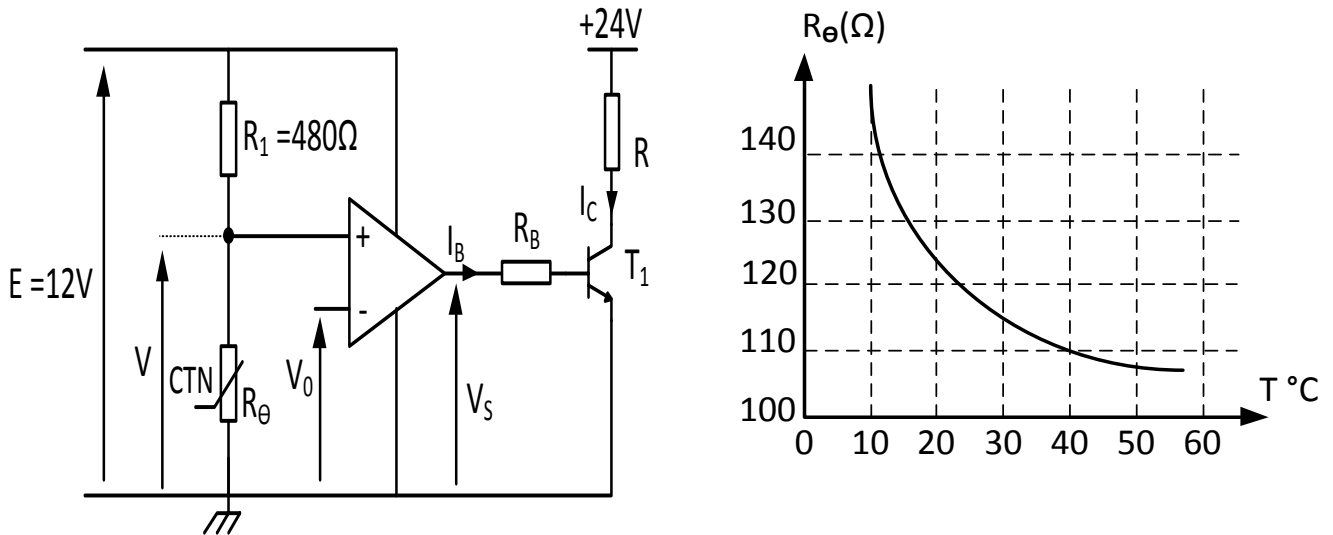 +24V
R₁ =480Ω
R
I_C
I_B
R_B
T₁
+
-
E =12V
V
CTN
R_θ
V₀
V_S
R_θ(Ω)
140
130
120
110
100
0 10 20 30 40 50 60
T °C